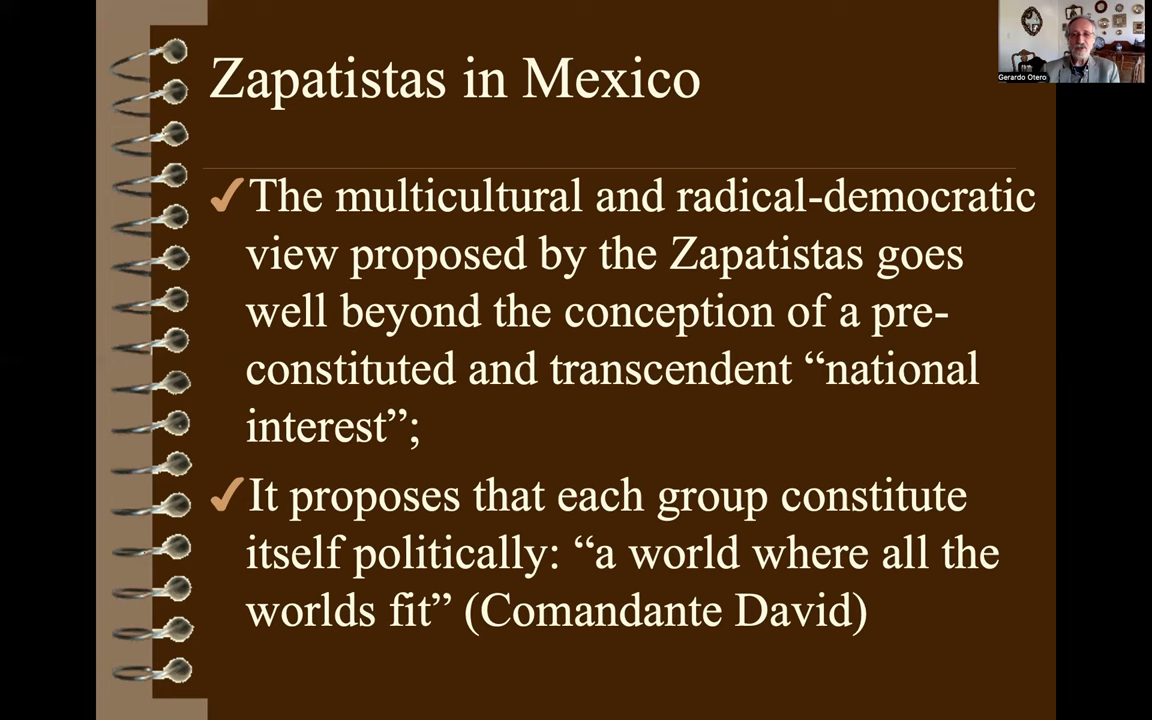 Zapatistas in Mexico
Gerardo Otero
✓The multicultural and radical-democratic
view proposed by the Zapatistas goes
well beyond the conception of a pre-
constituted and transcendent “national
interest”;
✓It proposes that each group constitute
itself politically: “a world where all the
worlds fit” (Comandante David)